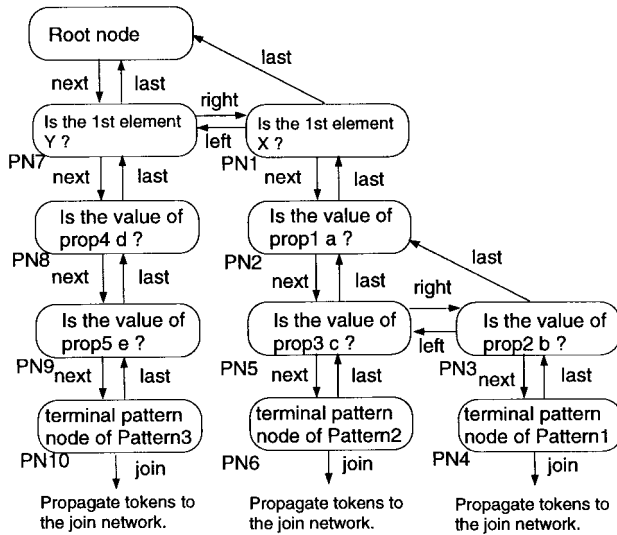 Root node
last
next
last
right
Is the 1st element
Y ?
Is the 1st element
X ?
left
PN7
PN1
next
last
next
last
Is the value of
prop4 d ?
Is the value of
prop1 a ?
PN8
PN2
last
next
last
next
last
right
Is the value of
prop5 e ?
Is the value of
prop3 c ?
left
Is the value of
prop2 b ?
PN9
PN5
PN3
next
last
next
last
next
last
terminal pattern
node of Pattern3
terminal pattern
node of Pattern2
terminal pattern
node of Pattern1
PN10
PN6
PN4
join
join
join
Propagate tokens to
the join network.
Propagate tokens to
the join network.
Propagate tokens to
the join network.